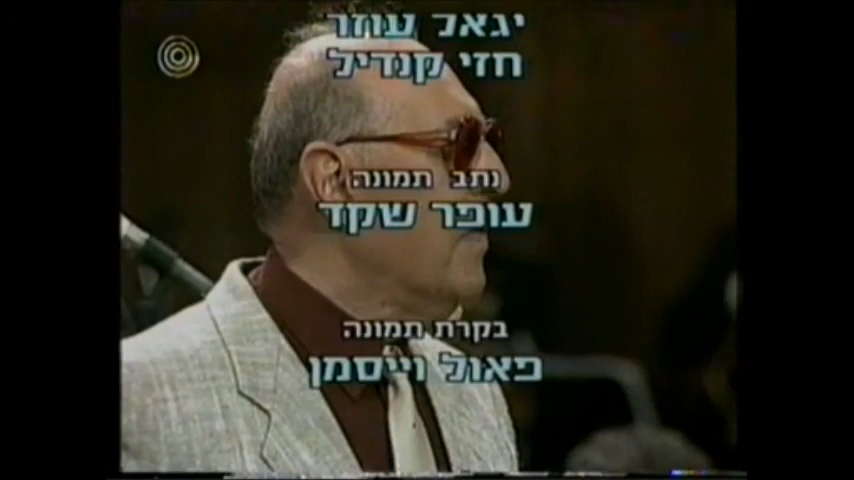 יגאל עוזר
חזי קנדיל
נתב תמונה
עופר שקד
בקרת תמונה
פאול וייסמן